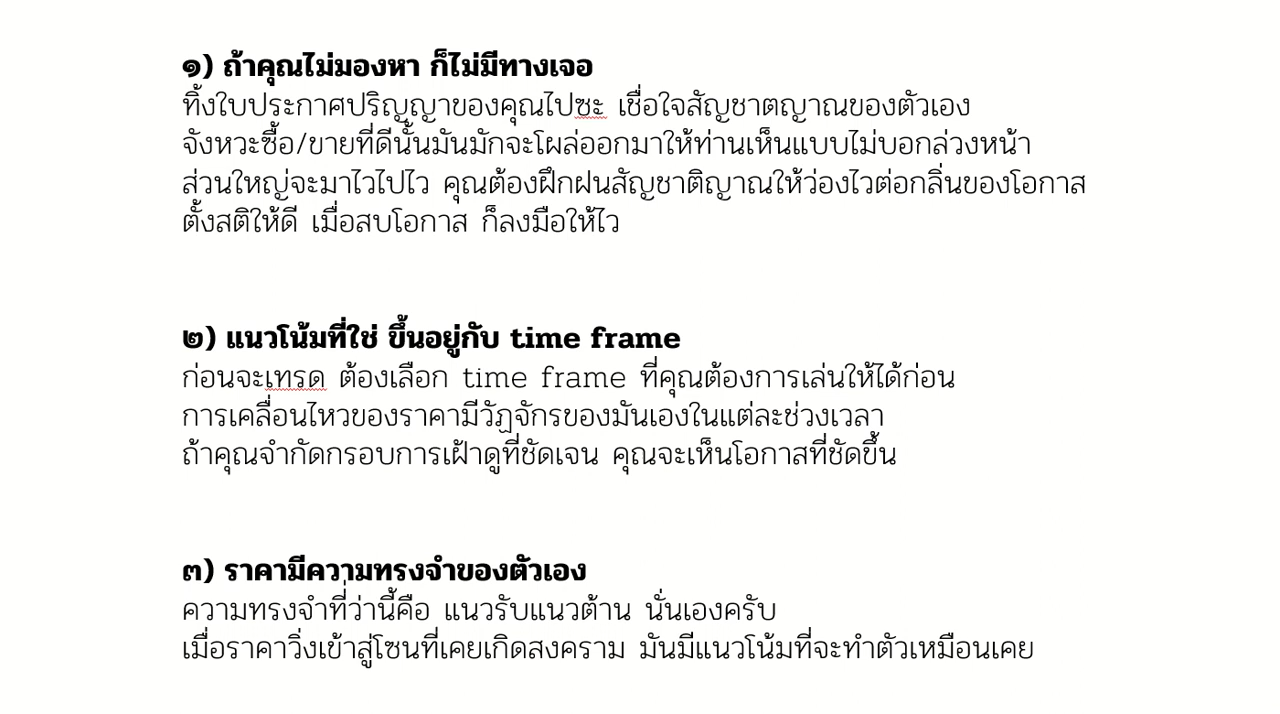 ๑) ถ้าคุณไม่มองหา ก็ไม่มีทางเจอ
ทิ้งใบประกาศปริญญาของคุณไปซะ เชื่อใจสัญชาตญาณของตัวเอง
จังหวะซื้อ/ขายที่ดีนั้นมันมักจะโผล่ออกมาให้ท่านเห็นแบบไม่บอกล่วงหน้า
ส่วนใหญ่จะมาไวไปไว คุณต้องฝึกฝนสัญชาติญาณให้ว่องไวต่อกลิ่นของโอกาส
ตั้งสติให้ดี เมื่อสบโอกาส ก็ลงมือให้ไว
๒) แนวโน้มที่ใช่ ขึ้นอยู่กับ time frame
ก่อนจะเทรด ต้องเลือก time frame ที่คุณต้องการเล่นให้ได้ก่อน
การเคลื่อนไหวของราคามีวัฏจักรของมันเองในแต่ละช่วงเวลา
ถ้าคุณจำกัดกรอบการเฝ้าดูที่ชัดเจน คุณจะเห็นโอกาสที่ชัดขึ้น
๓) ราคามีความทรงจำของตัวเอง
ความทรงจำที่ว่านี้คือ แนวรับแนวต้าน นั่นเองครับ
เมื่อราคาวิ่งเข้าสู่โซนที่เคยเกิดสงคราม มันมีแนวโน้มที่จะทำตัวเหมือนเคย